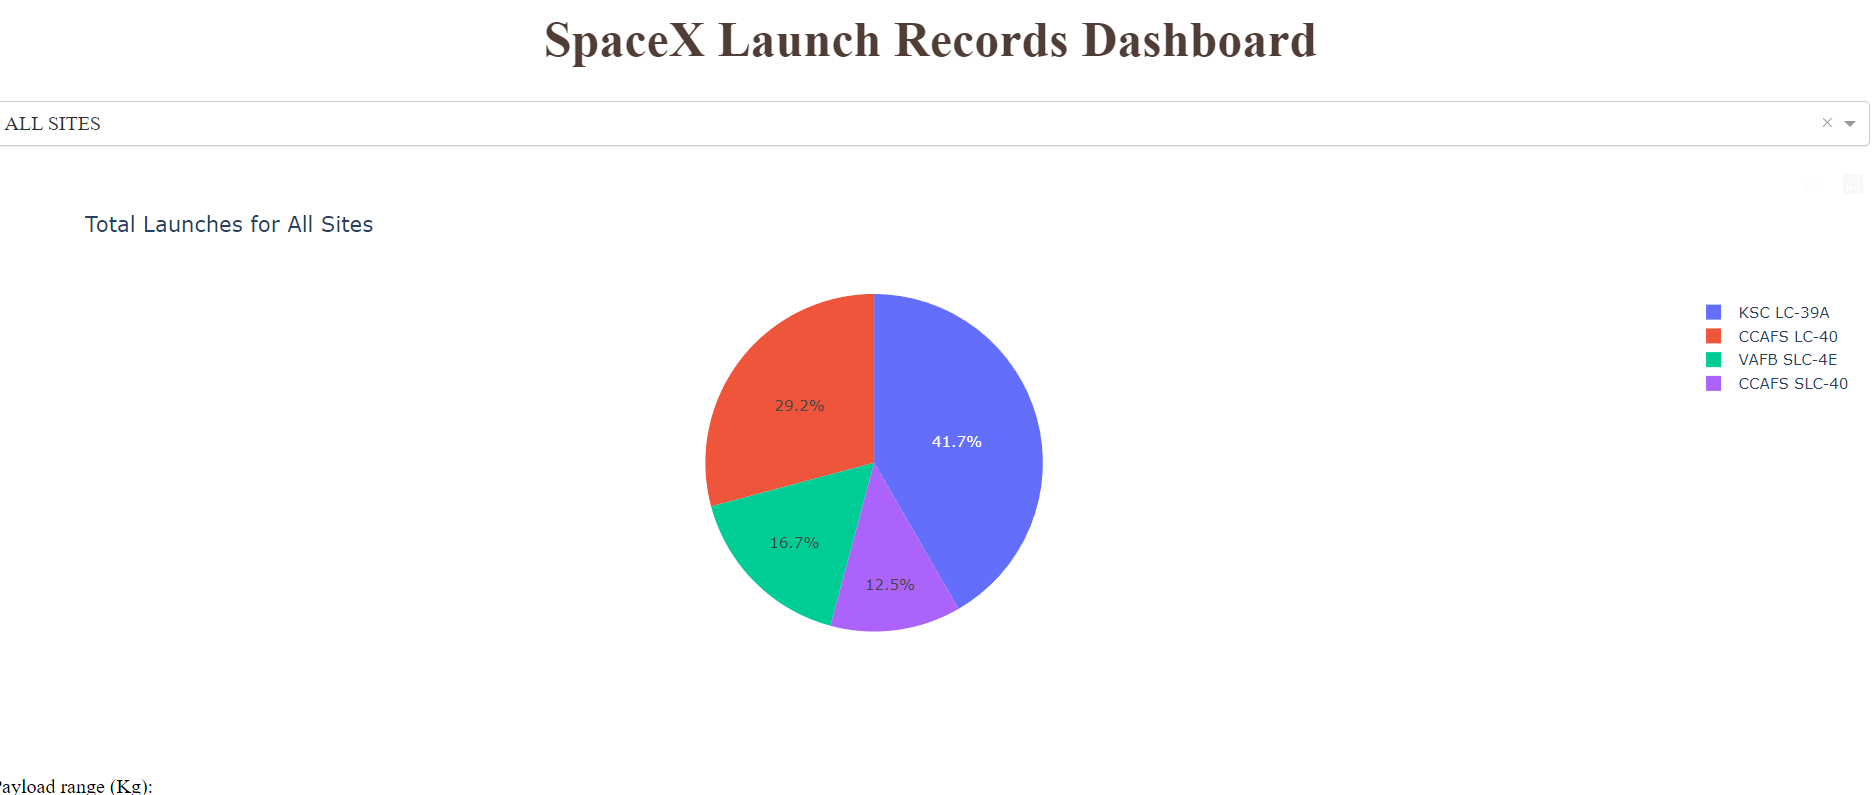 SpaceX Launch Records Dashboard
ALL SITES
Total Launches for All Sites
KSC LC-39A
CCAFS LC-40
VAFB SLC-4E
CCAFS SLC-40
29.2%
41.7%
16.7%
12.5%
Payload range (Kg):